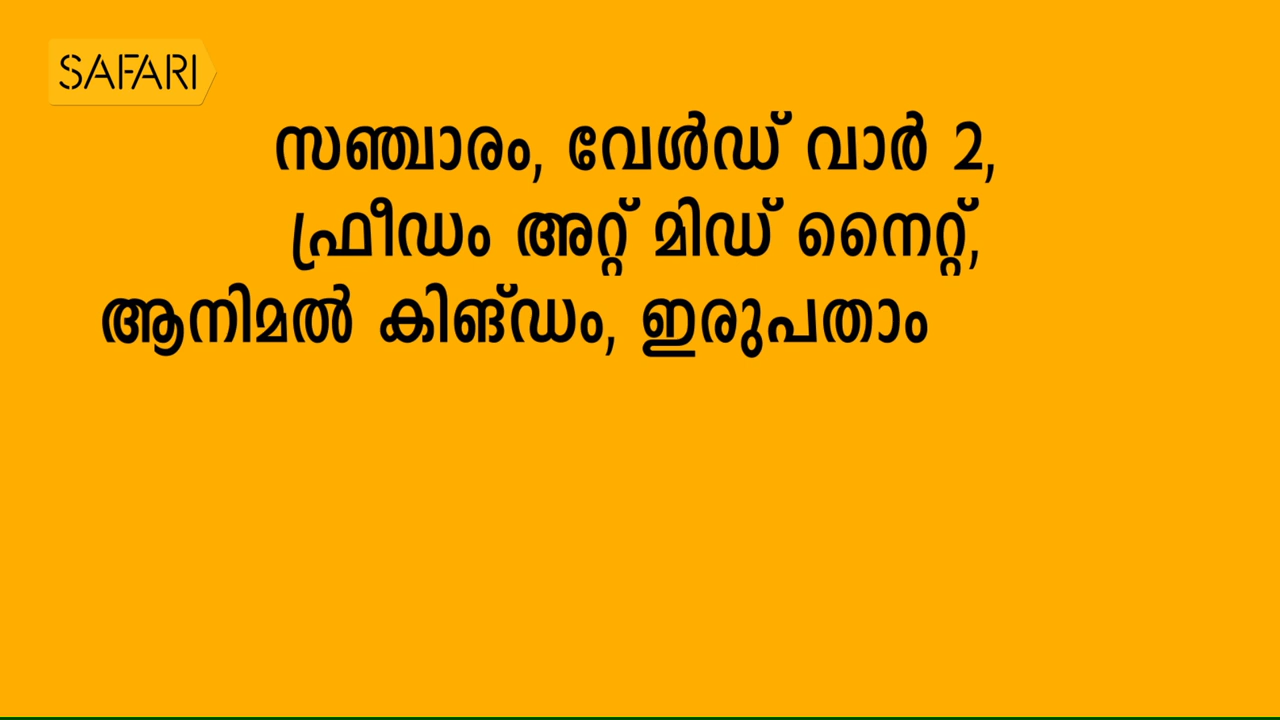 SAFARI
സഞ്ചാരം, വേൾഡ് വാർ 2,
ഫ്രീഡം അറ്റ് മിഡ് നൈറ്റ്,
ആനിമൽ കിങ്ഡം, ഇരുപതാം